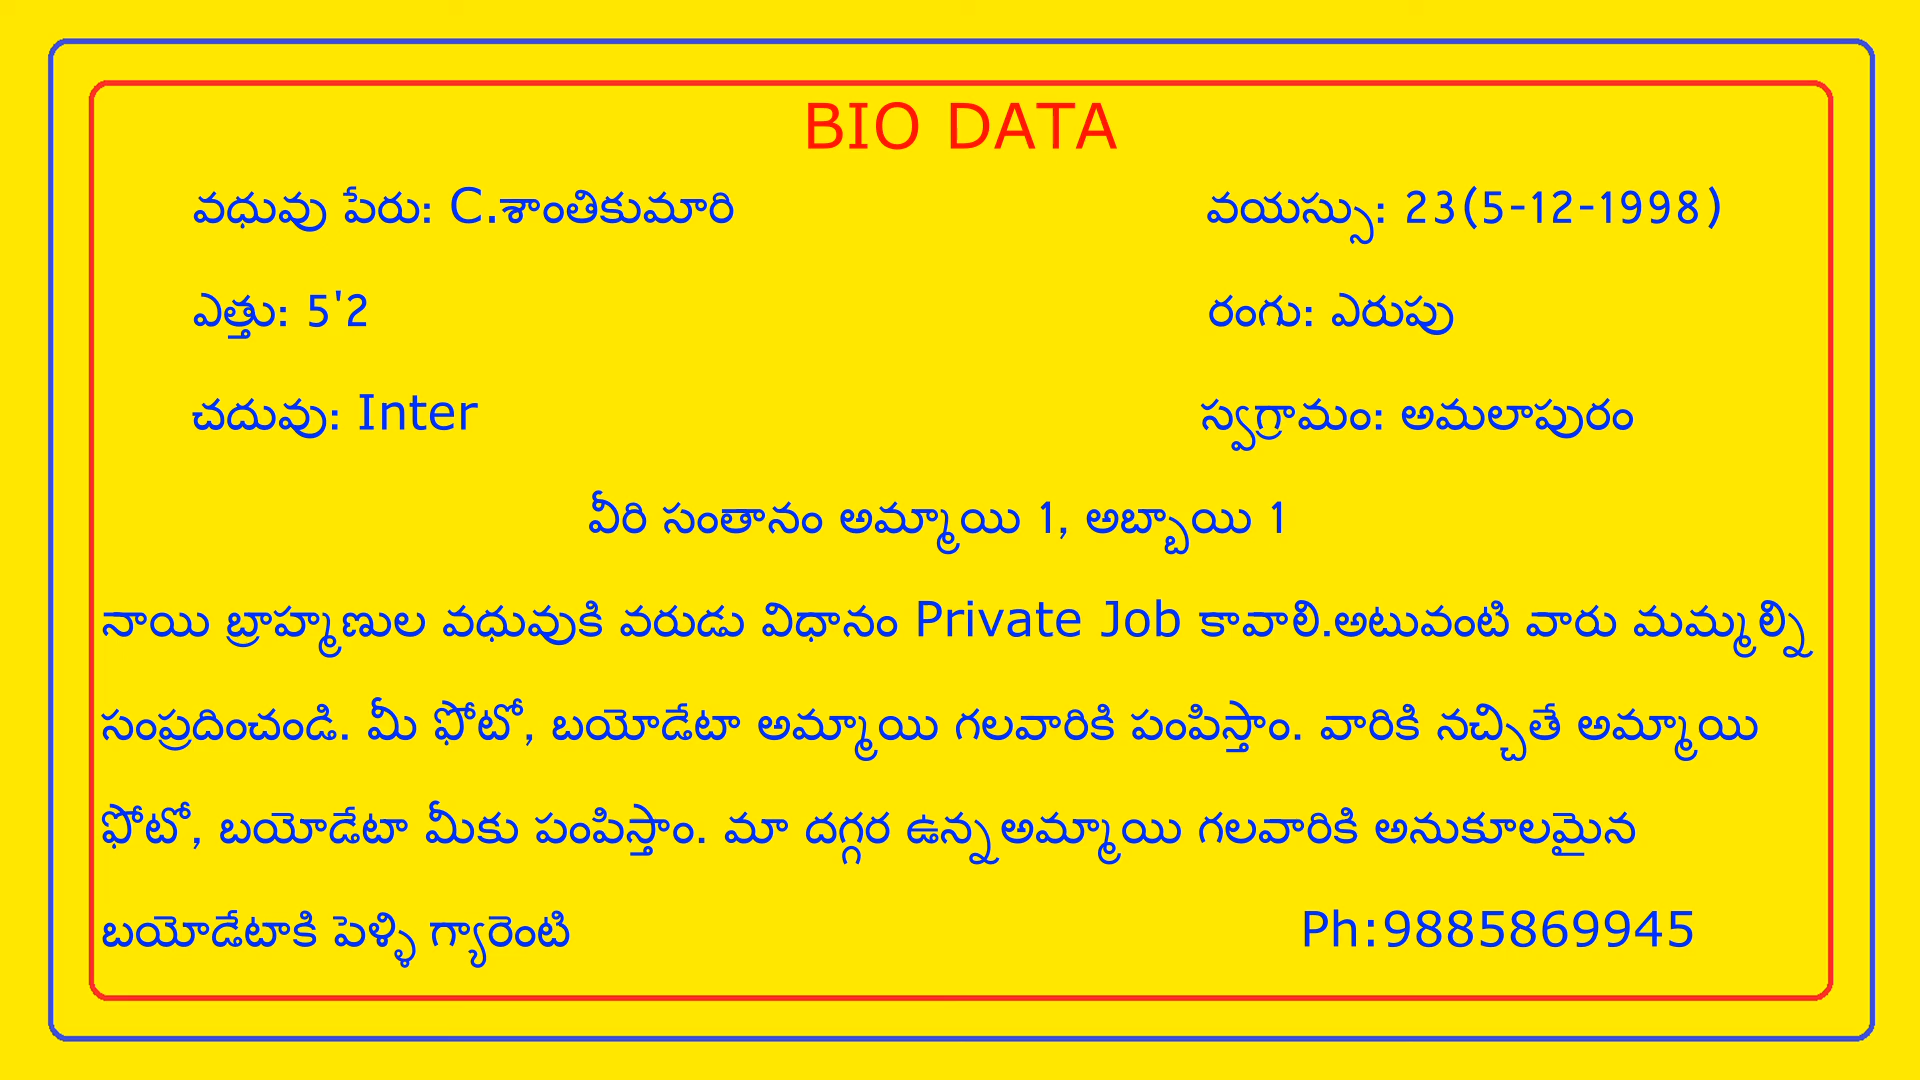 BIO DATA
వధువు పేరు: C.శాంతికుమారి వయస్సు: 23(5-12-1998)
ఎత్తు: 5'2 రంగు: ఎరుపు
చదువు: Inter స్వగ్రామం: అమలాపురం
వీరి సంతానం అమ్మాయి 1, అబ్బాయి 1
నాయి బ్రాహ్మణుల వధువుకి వరుడు విధానం Private Job కావాలి.అటువంటి వారు మమ్మల్ని
సంప్రదించండి. మీ ఫోటో, బయోడేటా అమ్మాయి గలవారికి పంపిస్తాం. వారికి నచ్చితే అమ్మాయి
ఫోటో, బయోడేటా మీకు పంపిస్తాం. మా దగ్గర ఉన్న అమ్మాయి గలవారికి అనుకూలమైన
బయోడేటాకి పెళ్ళి గ్యారెంటి Ph:9885869945